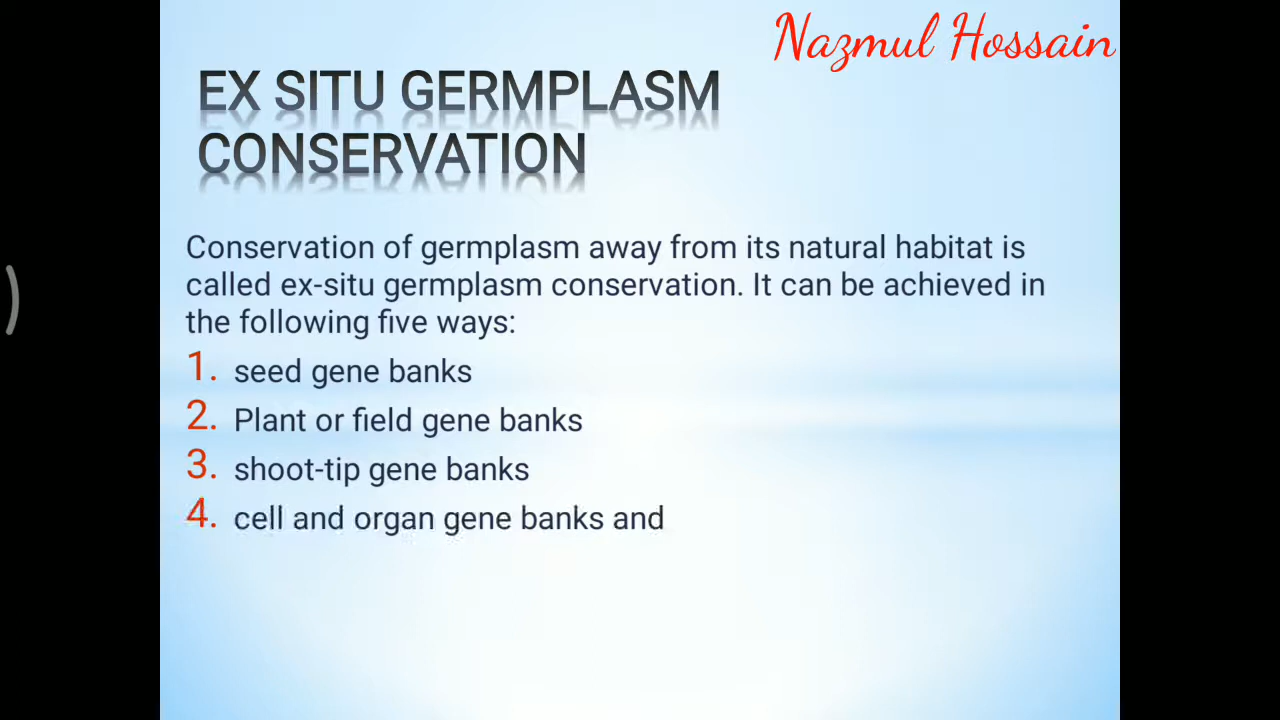 Nazmul Hossain
EX SITU GERMPLASM
CONSERVATION
Conservation of germplasm away from its natural habitat is
called ex-situ germplasm conservation. It can be achieved in
the following five ways:
1. seed gene banks
2. Plant or field gene banks
3. shoot-tip gene banks
4. cell and organ gene banks and